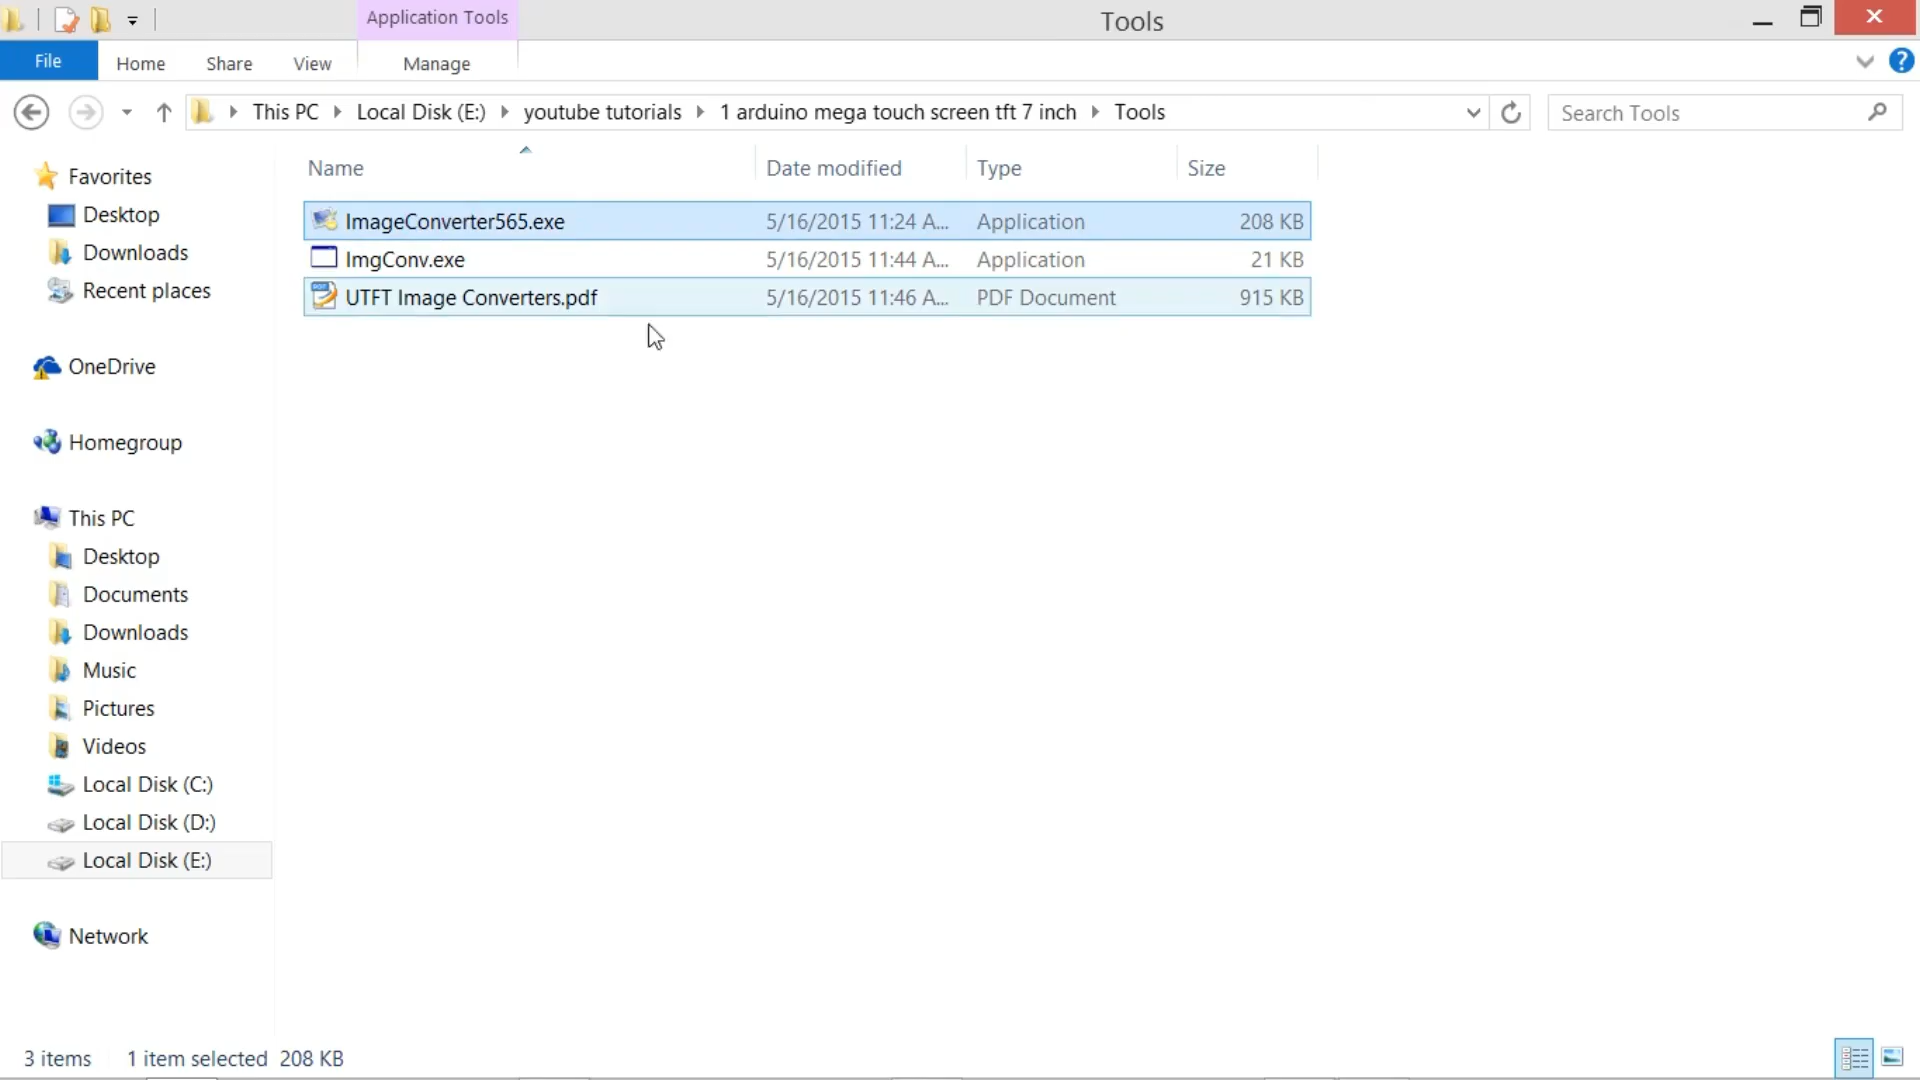 Application Tools
Tools
File
Home
Share
View
Manage
?
This PC
Local Disk (E:)
youtube tutorials
1 arduino mega touch screen tft 7 inch
Tools
Search Tools
Name
Date modified
Type
Size
ImageConverter565.exe
5/16/2015 11:24 A...
Application
208 KB
ImgConv.exe
5/16/2015 11:44 A...
Application
21 KB
UTFT Image Converters.pdf
5/16/2015 11:46 A...
PDF Document
915 KB
Favorites
Desktop
Downloads
Recent places
OneDrive
Homegroup
This PC
Desktop
Documents
Downloads
Music
Pictures
Videos
Local Disk (C:)
Local Disk (D:)
Local Disk (E:)
Network
3 items
1 item selected 208 KB